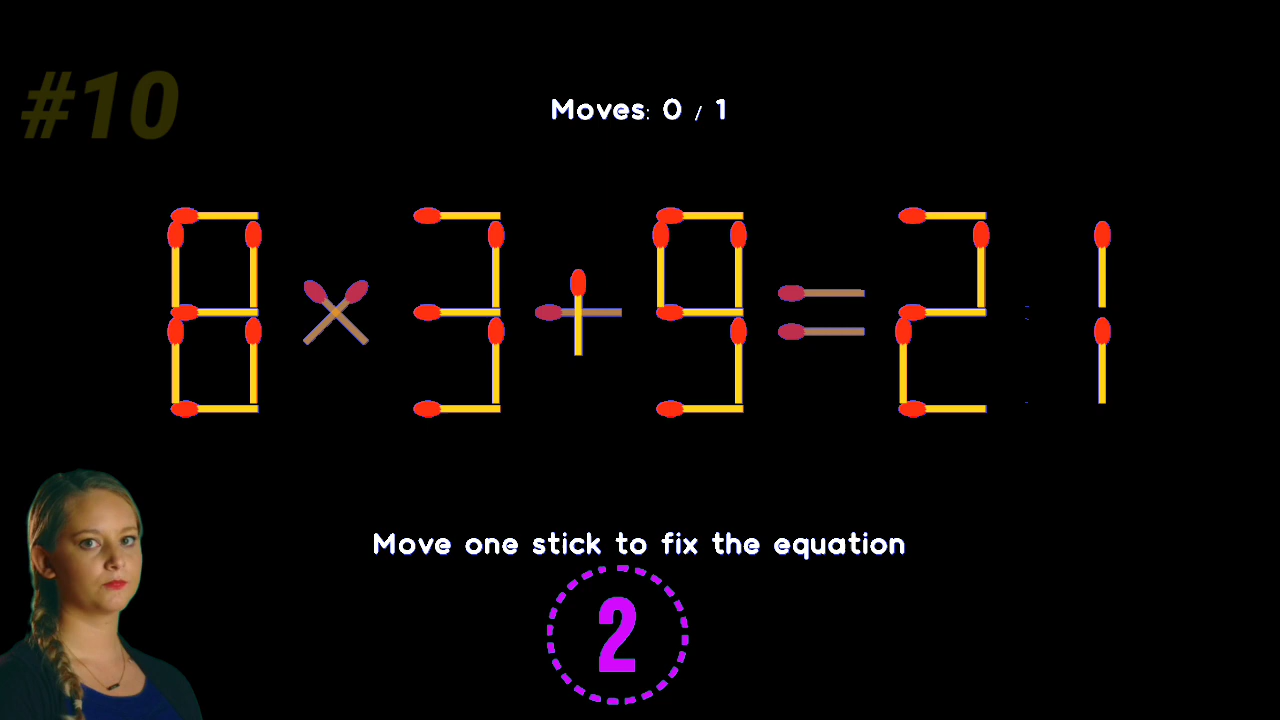 #10
Moves: 0 / 1
8 × 3 + 9 = 21
Move one stick to fix the equation
2